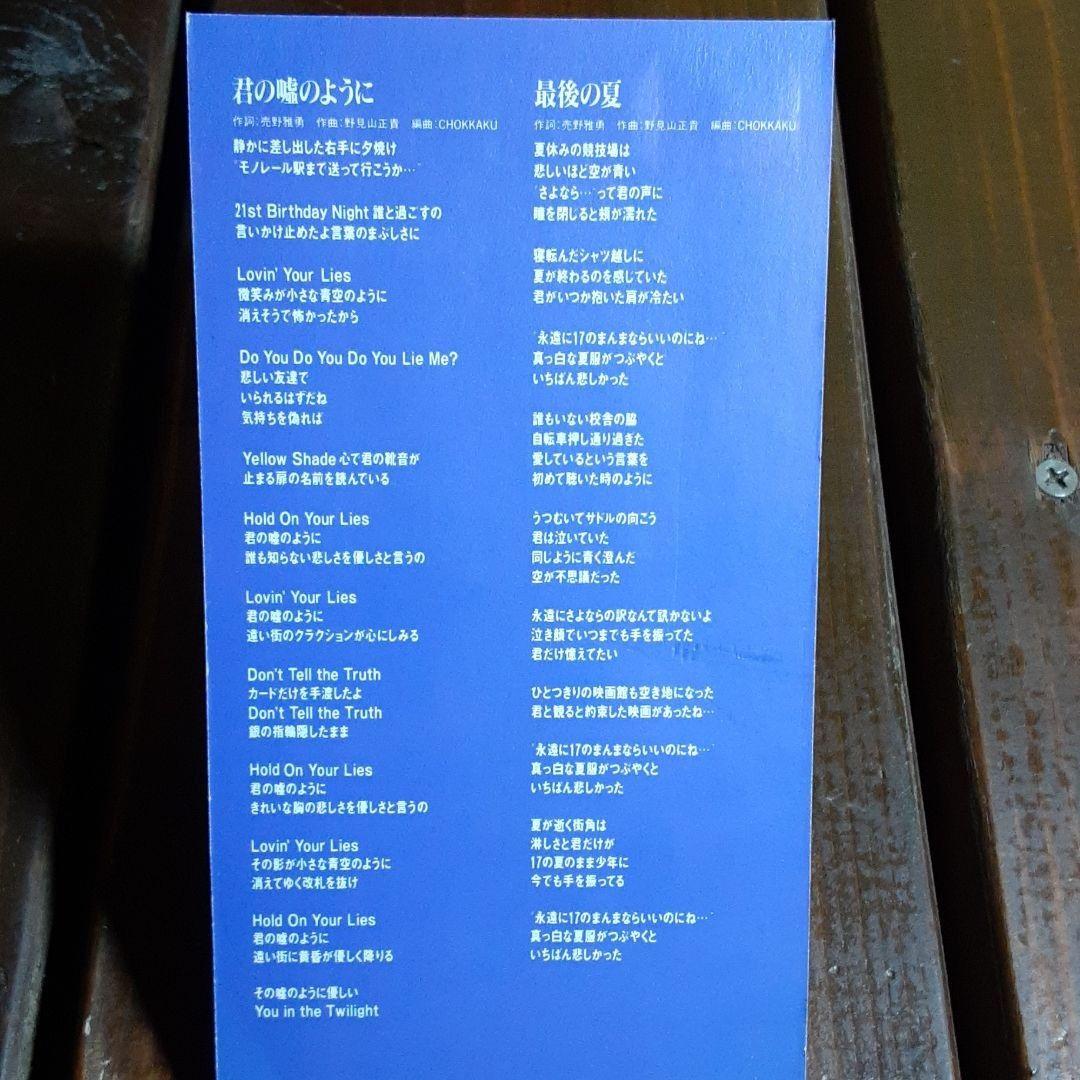 君の嘘のように
作詞：売野雅勇　作曲：野見山正貴　編曲：CHOKKAKU
静かに差し出した右手に夕焼け
“モノレール駅まで送って行こうか…”
21st Birthday Night 誰と過ごすの
言いかけ止めたよ言葉のまぶしさに
Lovin' Your Lies
微笑みが小さな青空のように
消えそうで怖かったから
Do You Do You Do You Lie Me?
悲しい友達で
いられるはずだね
気持ちを偽れば
Yellow Shade 心で君の靴音が
止まる扉の名前を読んでいる
Hold On Your Lies
君の嘘のように
誰も知らない悲しさを優しさと言うの
Lovin' Your Lies
君の嘘のように
遠い街のクラクションが心にしみる
Don't Tell the Truth
カードだけを手渡したよ
Don't Tell the Truth
銀の指輪隠したまま
Hold On Your Lies
君の嘘のように
きれいな胸の悲しさを優しさと言うの
Lovin' Your Lies
その影が小さな青空のように
消えてゆく改札を抜け
Hold On Your Lies
君の嘘のように
遠い街に黄昏が優しく降りる
その嘘のように優しい
You in the Twilight
最後の夏
作詞：売野雅勇　作曲：野見山正貴　編曲：CHOKKAKU
夏休みの競技場は
悲しいほど空が青い
“さよなら…”って君の声に
瞳を閉じると頬が濡れた
寝転んだシャツ越しに
夏が終わるのを感じていた
君がいつか抱いた肩が冷たい
“永遠に17のまんまならいいのにね…”
真っ白な夏服がつぶやくと
いちばん悲しかった
誰もいない校舎の脇
自転車押し通り過ぎた
愛しているという言葉を
初めて聴いた時のように
うつむいてサドルの向こう
君は泣いていた
同じように青く澄んだ
空が不思議だった
永遠にさよならの訳なんて訊かないよ
泣き顔でいつまでも手を振ってた
君だけ憶えてたい
ひとつきりの映画館も空き地になった
君と観ると約束した映画があったね…
“永遠に17のまんまならいいのにね…”
真っ白な夏服がつぶやくと
いちばん悲しかった
夏が逝く街角は
淋しさと君だけが
17の夏のまま少年に
今でも手を振ってる
“永遠に17のまんまならいいのにね…”
真っ白な夏服がつぶやくと
いちばん悲しかった